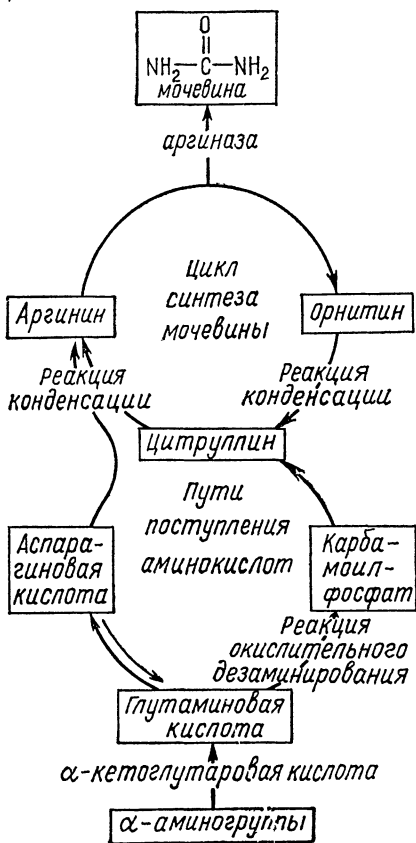 O
NH2—C—NH2
мочевина
аргиназа
Цикл
синтеза
мочевины
Аргинин
Орнитин
Реакция
конденсации
Реакция
конденсации
Цитруллин
Пути
поступления
аминокислот
Аспара-
гиновая
кислота
Карба-
моил-
фосфат
Реакция
окислительного
дезаминирования
Глутаминовая
кислота
α-кетоглутаровая кислота
α-аминогруппы